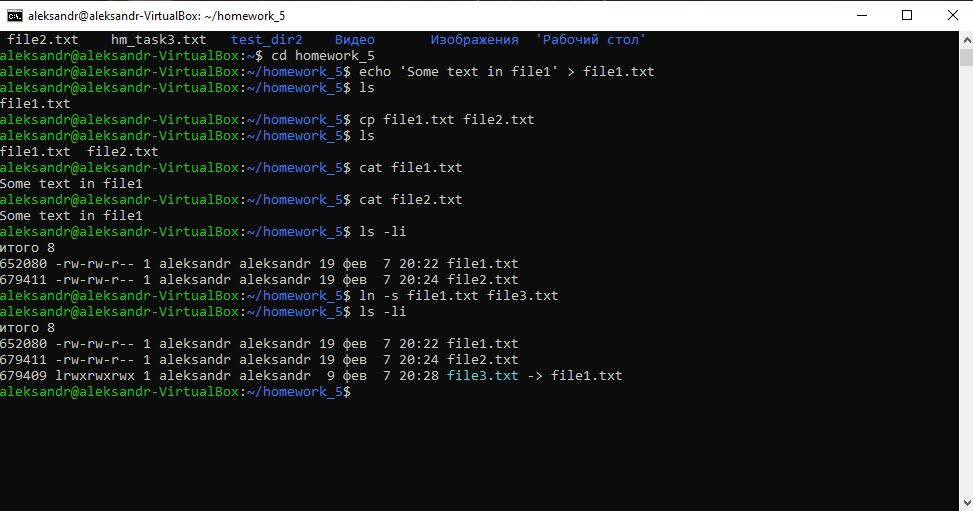 aleksandr@aleksandr-VirtualBox: ~/homework_5
file2.txt    hm_task3.txt   test_dir2    Видео       Изображения  'Рабочий стол'
aleksandr@aleksandr-VirtualBox:~$ cd homework_5
aleksandr@aleksandr-VirtualBox:~/homework_5$ echo 'Some text in file1' > file1.txt
aleksandr@aleksandr-VirtualBox:~/homework_5$ ls
file1.txt
aleksandr@aleksandr-VirtualBox:~/homework_5$ cp file1.txt file2.txt
aleksandr@aleksandr-VirtualBox:~/homework_5$ ls
file1.txt  file2.txt
aleksandr@aleksandr-VirtualBox:~/homework_5$ cat file1.txt
Some text in file1
aleksandr@aleksandr-VirtualBox:~/homework_5$ cat file2.txt
Some text in file1
aleksandr@aleksandr-VirtualBox:~/homework_5$ ls -li
итого 8
652080 -rw-rw-r-- 1 aleksandr aleksandr 19 фев  7 20:22 file1.txt
679411 -rw-rw-r-- 1 aleksandr aleksandr 19 фев  7 20:24 file2.txt
aleksandr@aleksandr-VirtualBox:~/homework_5$ ln -s file1.txt file3.txt
aleksandr@aleksandr-VirtualBox:~/homework_5$ ls -li
итого 8
652080 -rw-rw-r-- 1 aleksandr aleksandr 19 фев  7 20:22 file1.txt
679411 -rw-rw-r-- 1 aleksandr aleksandr 19 фев  7 20:24 file2.txt
679409 lrwxrwxrwx 1 aleksandr aleksandr  9 фев  7 20:28 file3.txt -> file1.txt
aleksandr@aleksandr-VirtualBox:~/homework_5$